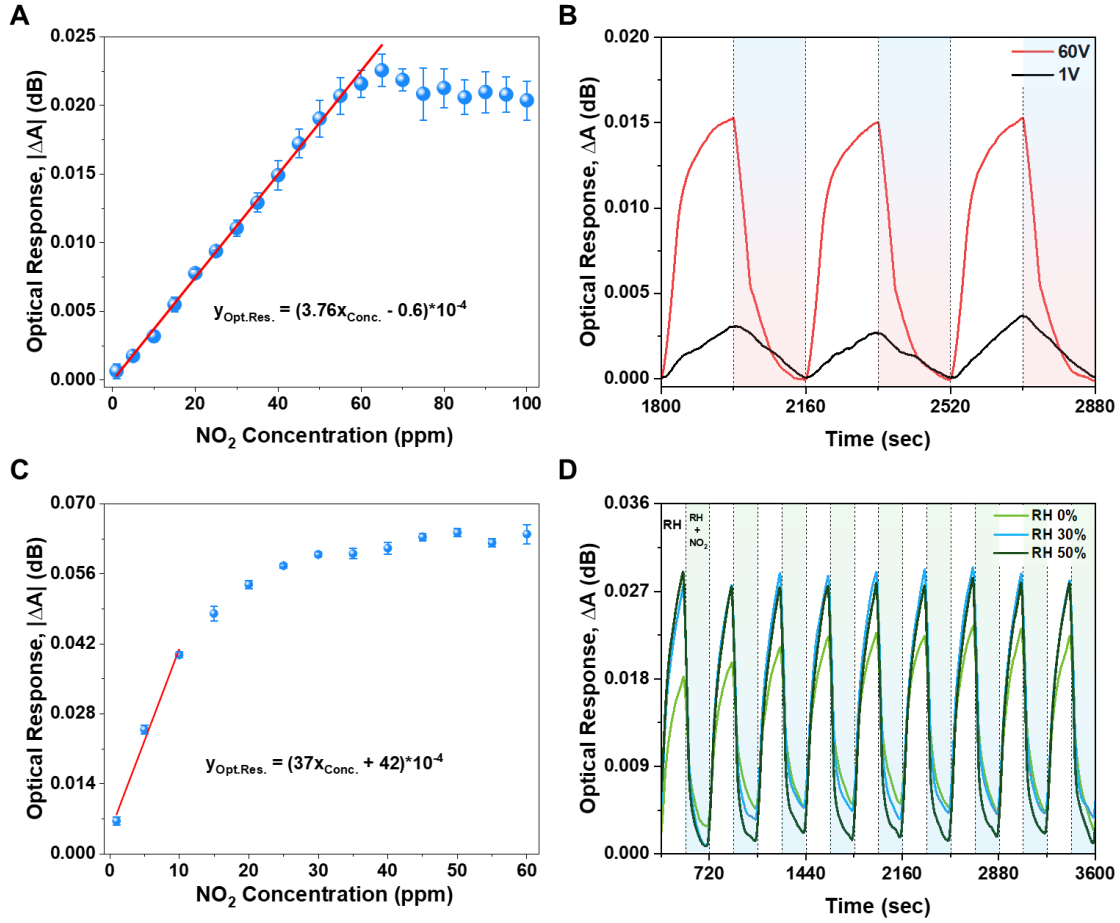 A
Optical Response, |ΔA| (dB)
0.025
0.020
0.015
0.010
0.005
0.000
y_Opt.Res. = (3.76x_Conc. - 0.6)*10^-4
0 20 40 60 80 100
NO₂ Concentration (ppm)
B
Optical Response, ΔA (dB)
0.020
0.015
0.010
0.005
0.000
60V
1V
1800 2160 2520 2880
Time (sec)
C
Optical Response, |ΔA| (dB)
0.070
0.056
0.042
0.028
0.014
0.000
y_Opt.Res. = (37x_Conc. + 42)*10^-4
0 10 20 30 40 50 60
NO₂ Concentration (ppm)
D
Optical Response, ΔA (dB)
0.036
0.027
0.018
0.009
0.000
RH
RH
+
NO₂
RH 0%
RH 30%
RH 50%
720 1440 2160 2880 3600
Time (sec)